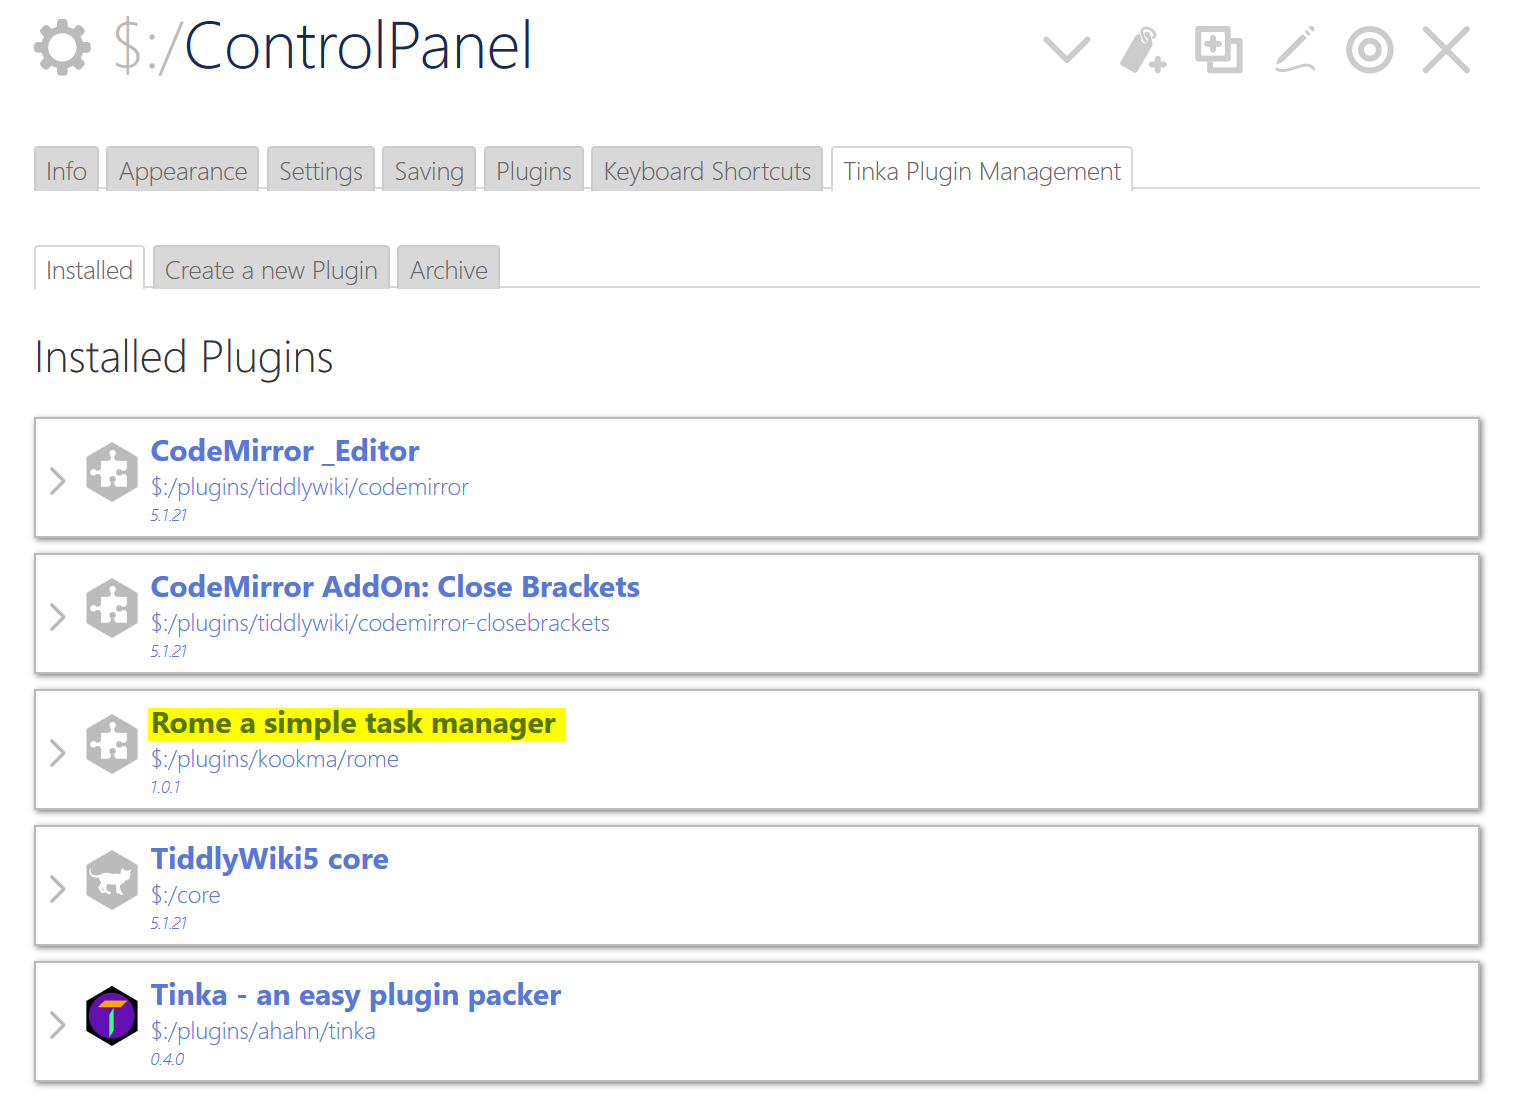 $:/ControlPanel
Info Appearance Settings Saving Plugins Keyboard Shortcuts Tinka Plugin Management
Installed Create a new Plugin Archive
Installed Plugins
CodeMirror _Editor
$:/plugins/tiddlywiki/codemirror
5.1.21
CodeMirror AddOn: Close Brackets
$:/plugins/tiddlywiki/codemirror-closebrackets
5.1.21
Rome a simple task manager
$:/plugins/kookma/rome
1.0.1
TiddlyWiki5 core
$:/core
5.1.21
Tinka - an easy plugin packer
$:/plugins/ahahn/tinka
0.4.0